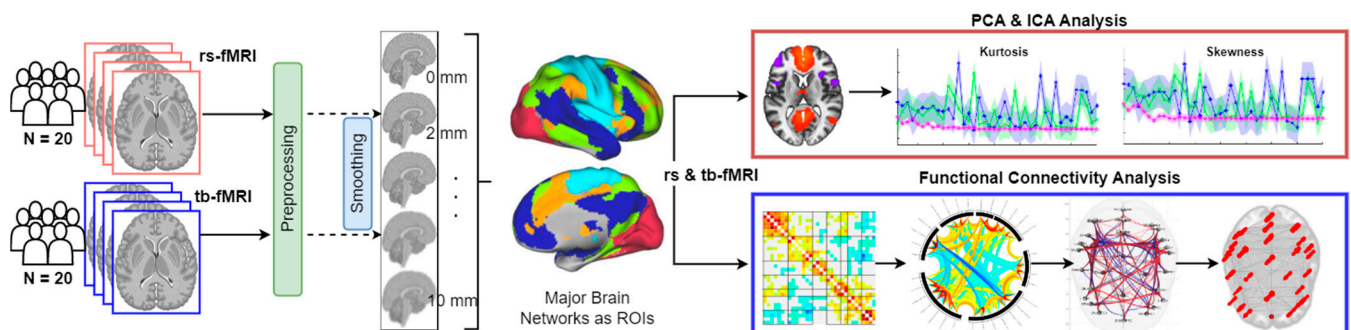 rs-fMRI
N = 20
tb-fMRI
N = 20
Preprocessing
Smoothing
0 mm
2 mm
.
.
.
10 mm
Major Brain
Networks as ROIs
rs & tb-fMRI
PCA & ICA Analysis
Kurtosis
Skewness
Functional Connectivity Analysis